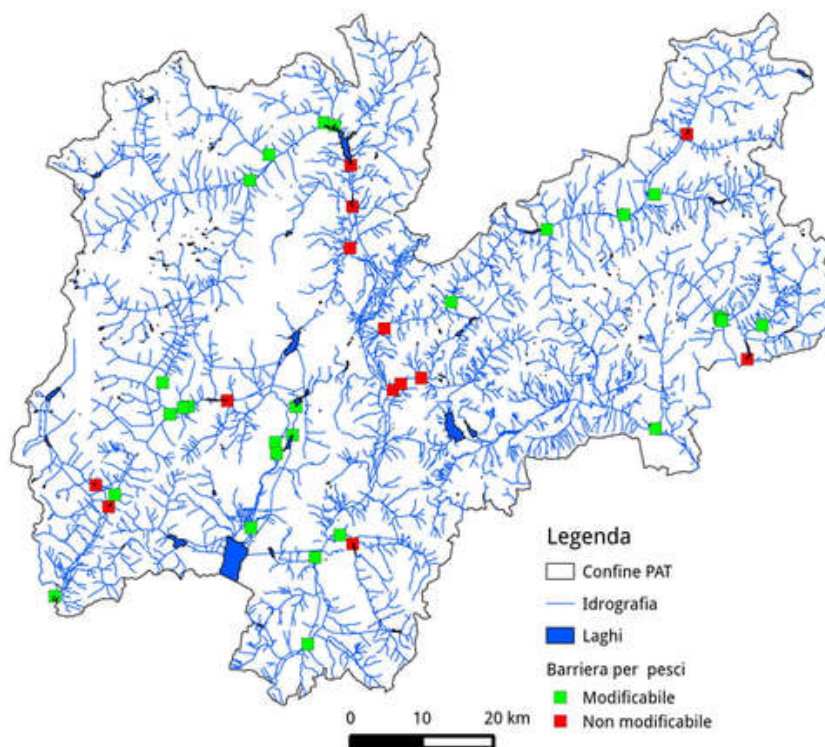 Legenda
Confine PAT
Idrografia
Laghi
Barriera per pesci
Modificabile
Non modificabile
0 10 20 km